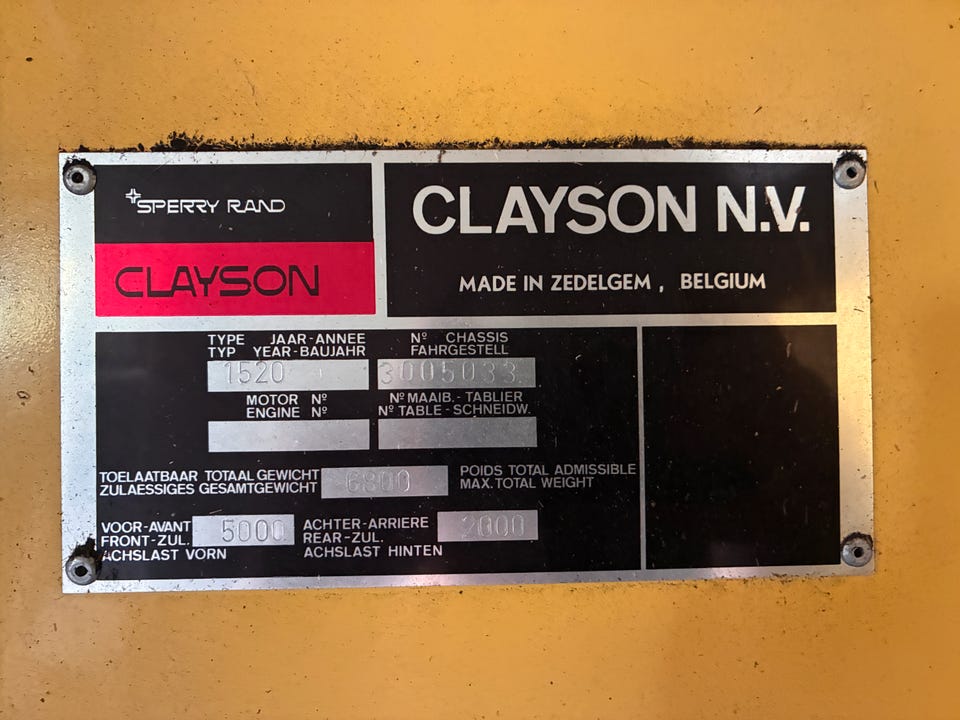 SPERRY RAND
CLAYSON
CLAYSON N.V.
MADE IN ZEDELGEM , BELGIUM
TYPE JAAR-ANNEE
TYP YEAR-BAUJAHR
Nº CHASSIS
FAHRGESTELL
1520
3005033
MOTOR Nº
ENGINE Nº
Nº MAAIB.-TABLIER
Nº TABLE-SCHNEIDW.
TOELAATBAAR TOTAAL GEWICHT
ZULAESSIGES GESAMTGEWICHT
6800
POIDS TOTAL ADMISSIBLE
MAX. TOTAL WEIGHT
VOOR-AVANT
FRONT-ZUL.
ACHSLAST VORN
5000
ACHTER-ARRIERE
REAR-ZUL.
ACHSLAST HINTEN
2000